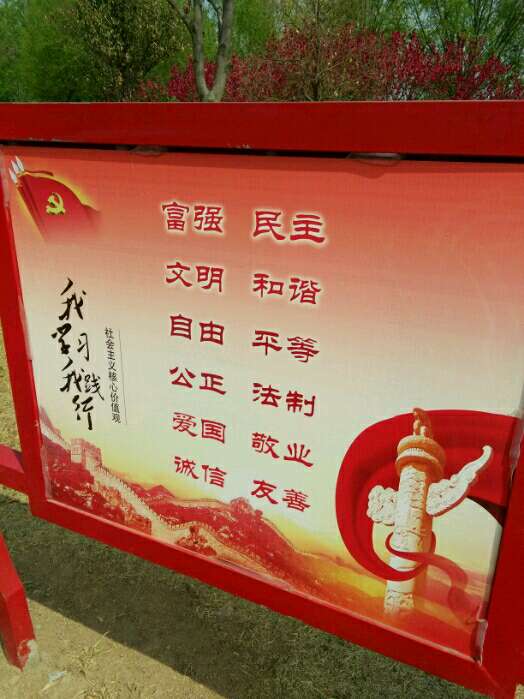 富强 民主
文明 和谐
自由 平等
公正 法制
爱国 敬业
诚信 友善
我学习我践行
社会主义核心价值观